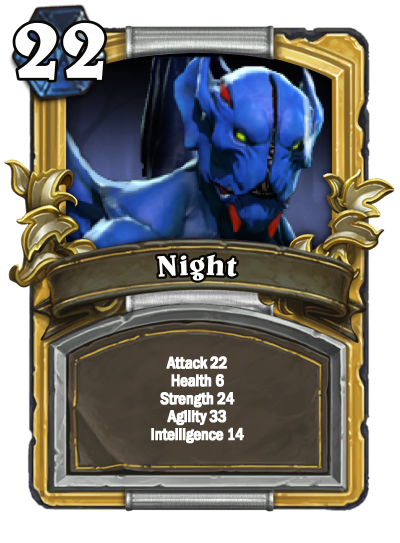 22
Night
Attack 22
Health 6
Strength 24
Agility 33
Intelligence 14